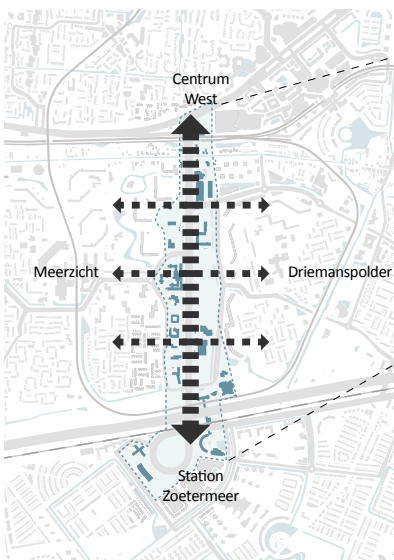 Centrum
West
Meerzicht
Driemanspolder
Station
Zoetermeer